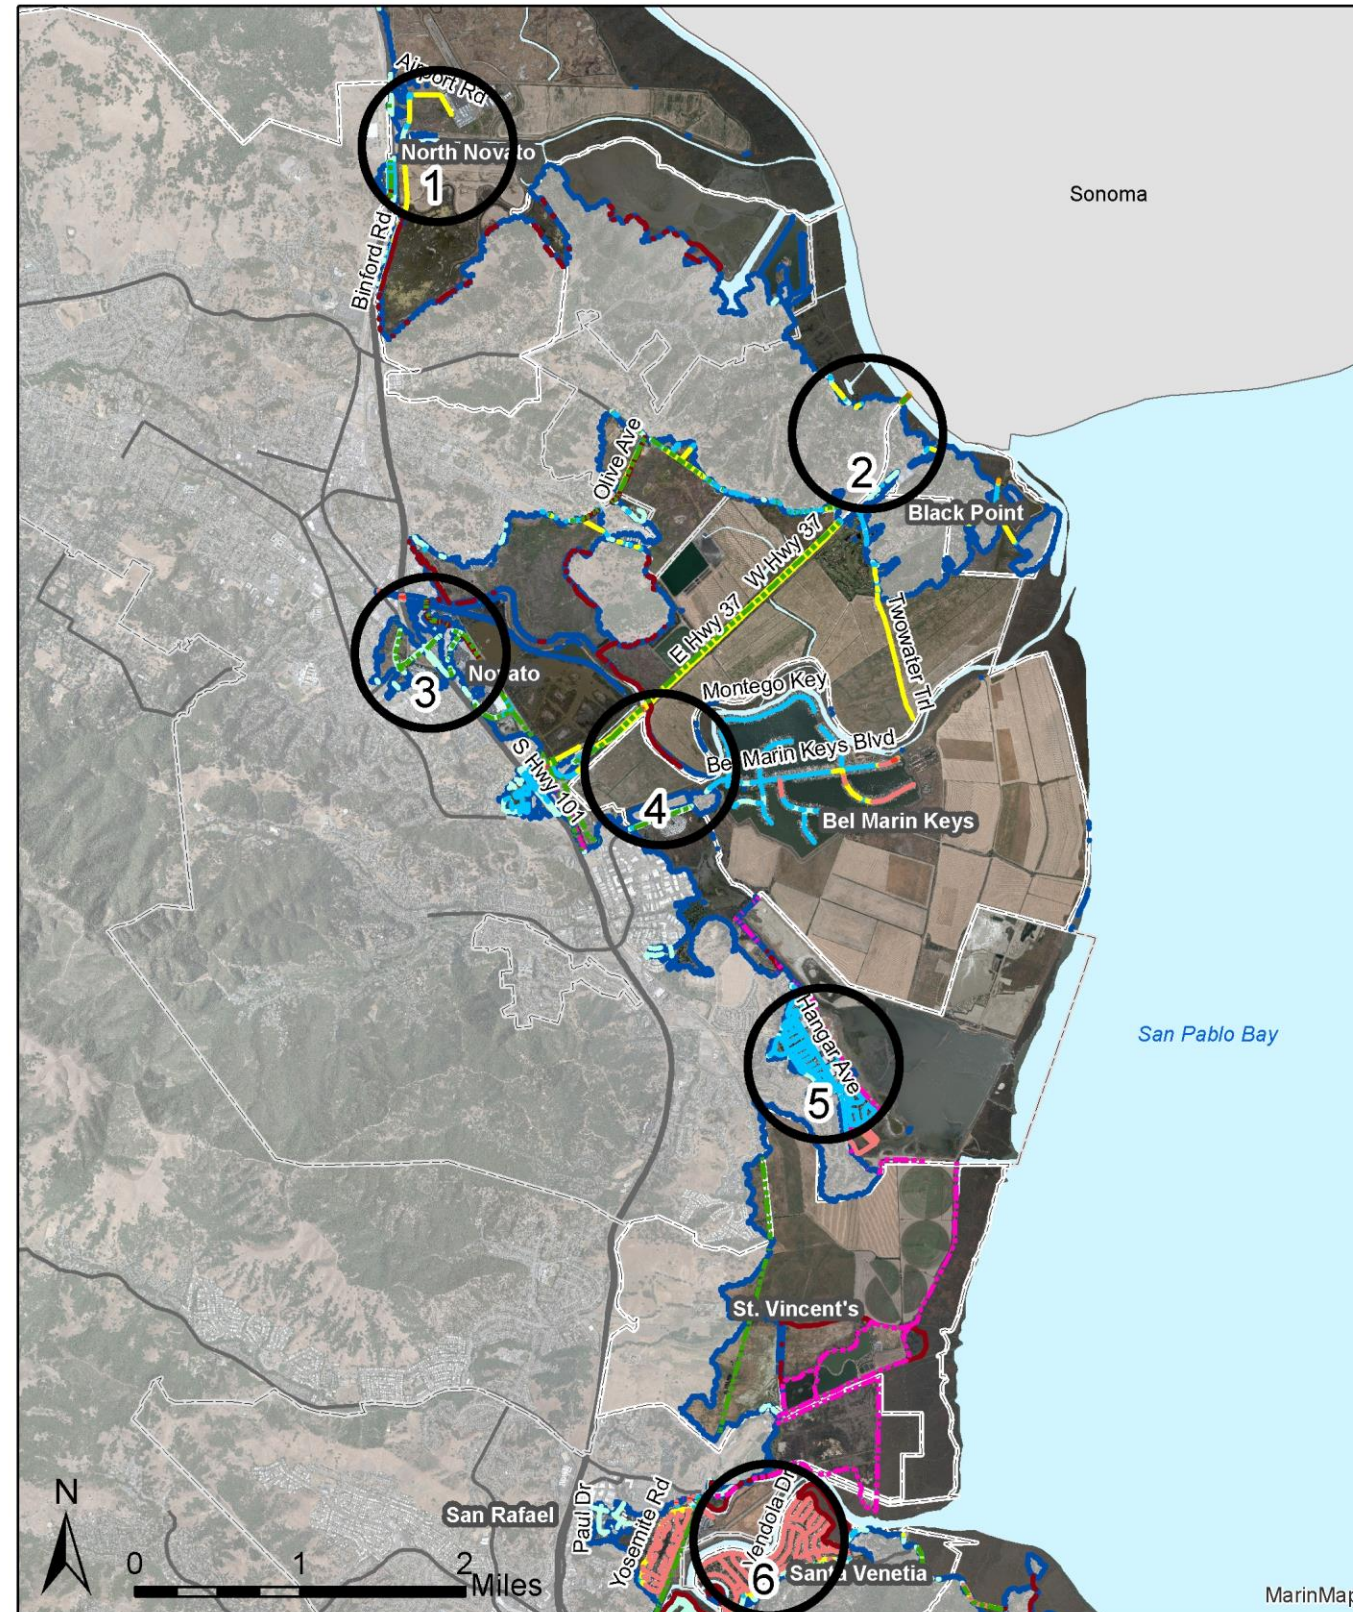 Airport Rd
North Novato
1
Sonoma
Binford Rd
2
Olive Ave
Black Point
W Hwy 37
E Hwy 37
Twowater Trl
Novato
3
Montego Key
Bel Marin Keys Blvd
S Hwy 101
4
Bel Marin Keys
San Pablo Bay
Hangar Ave
5
St. Vincent's
N
San Rafael
Paul Dr
Yosemite Rd
Vendola Dr
6
Santa Venetia
0 1 2
Miles
MarinMap